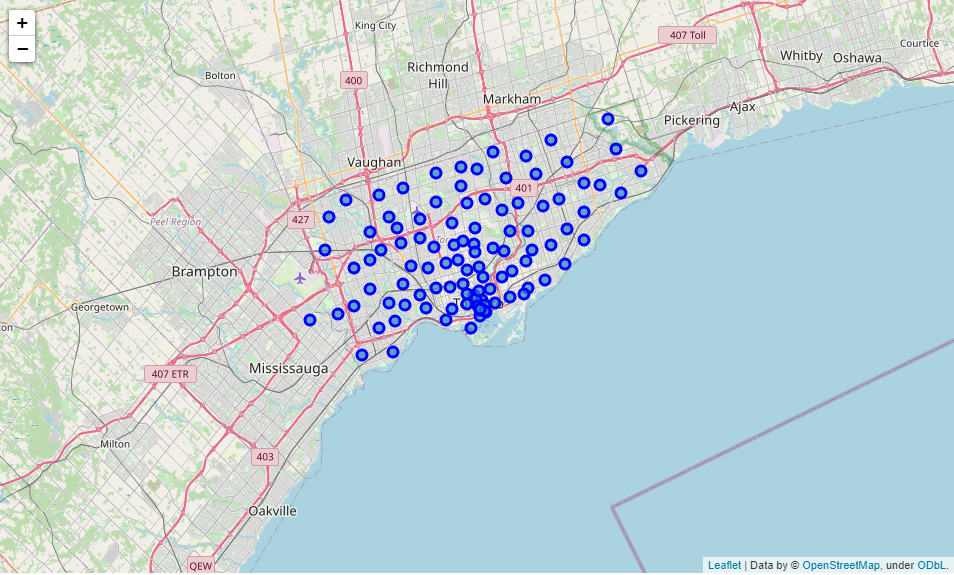 +
−
King City
407 Toll
Whitby
Oshawa
Courtice
Bolton
400
Richmond
Hill
Markham
Ajax
Pickering
Vaughan
401
427
Peel Region
Brampton
Georgetown
Mississauga
407 ETR
Milton
403
Oakville
QEW
Leaflet | Data by © OpenStreetMap, under ODbL.